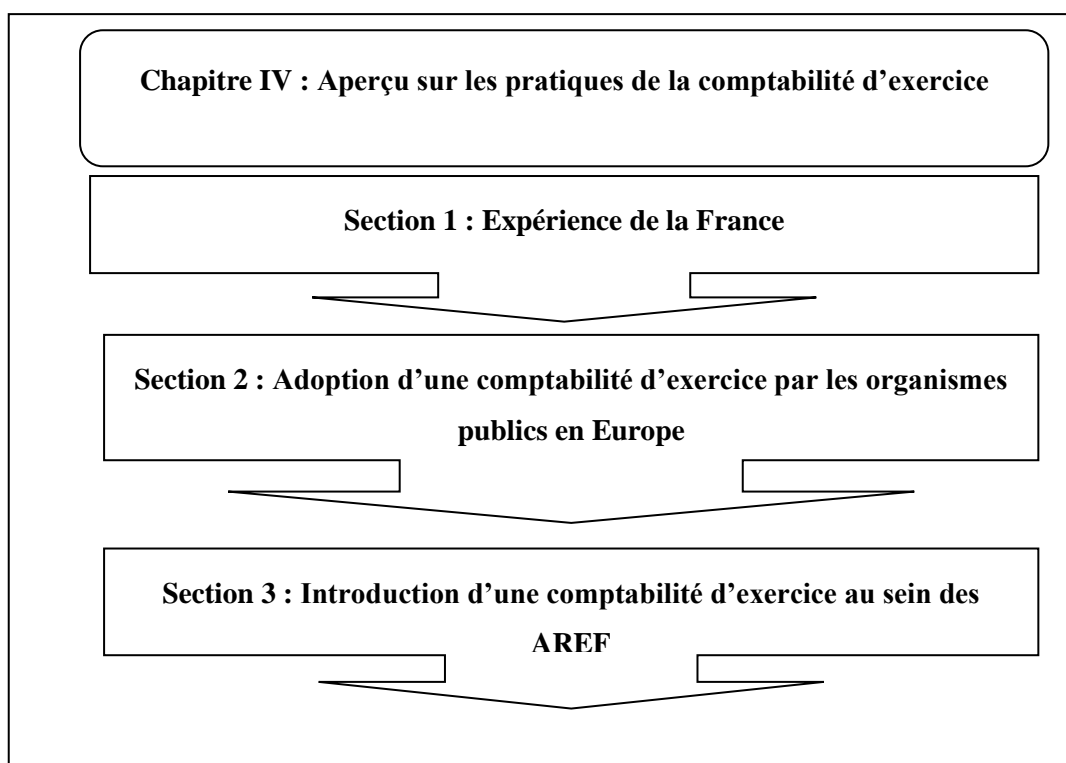 Chapitre IV : Aperçu sur les pratiques de la comptabilité d’exercice
Section 1 : Expérience de la France
Section 2 : Adoption d’une comptabilité d’exercice par les organismes
publics en Europe
Section 3 : Introduction d’une comptabilité d’exercice au sein des
AREF